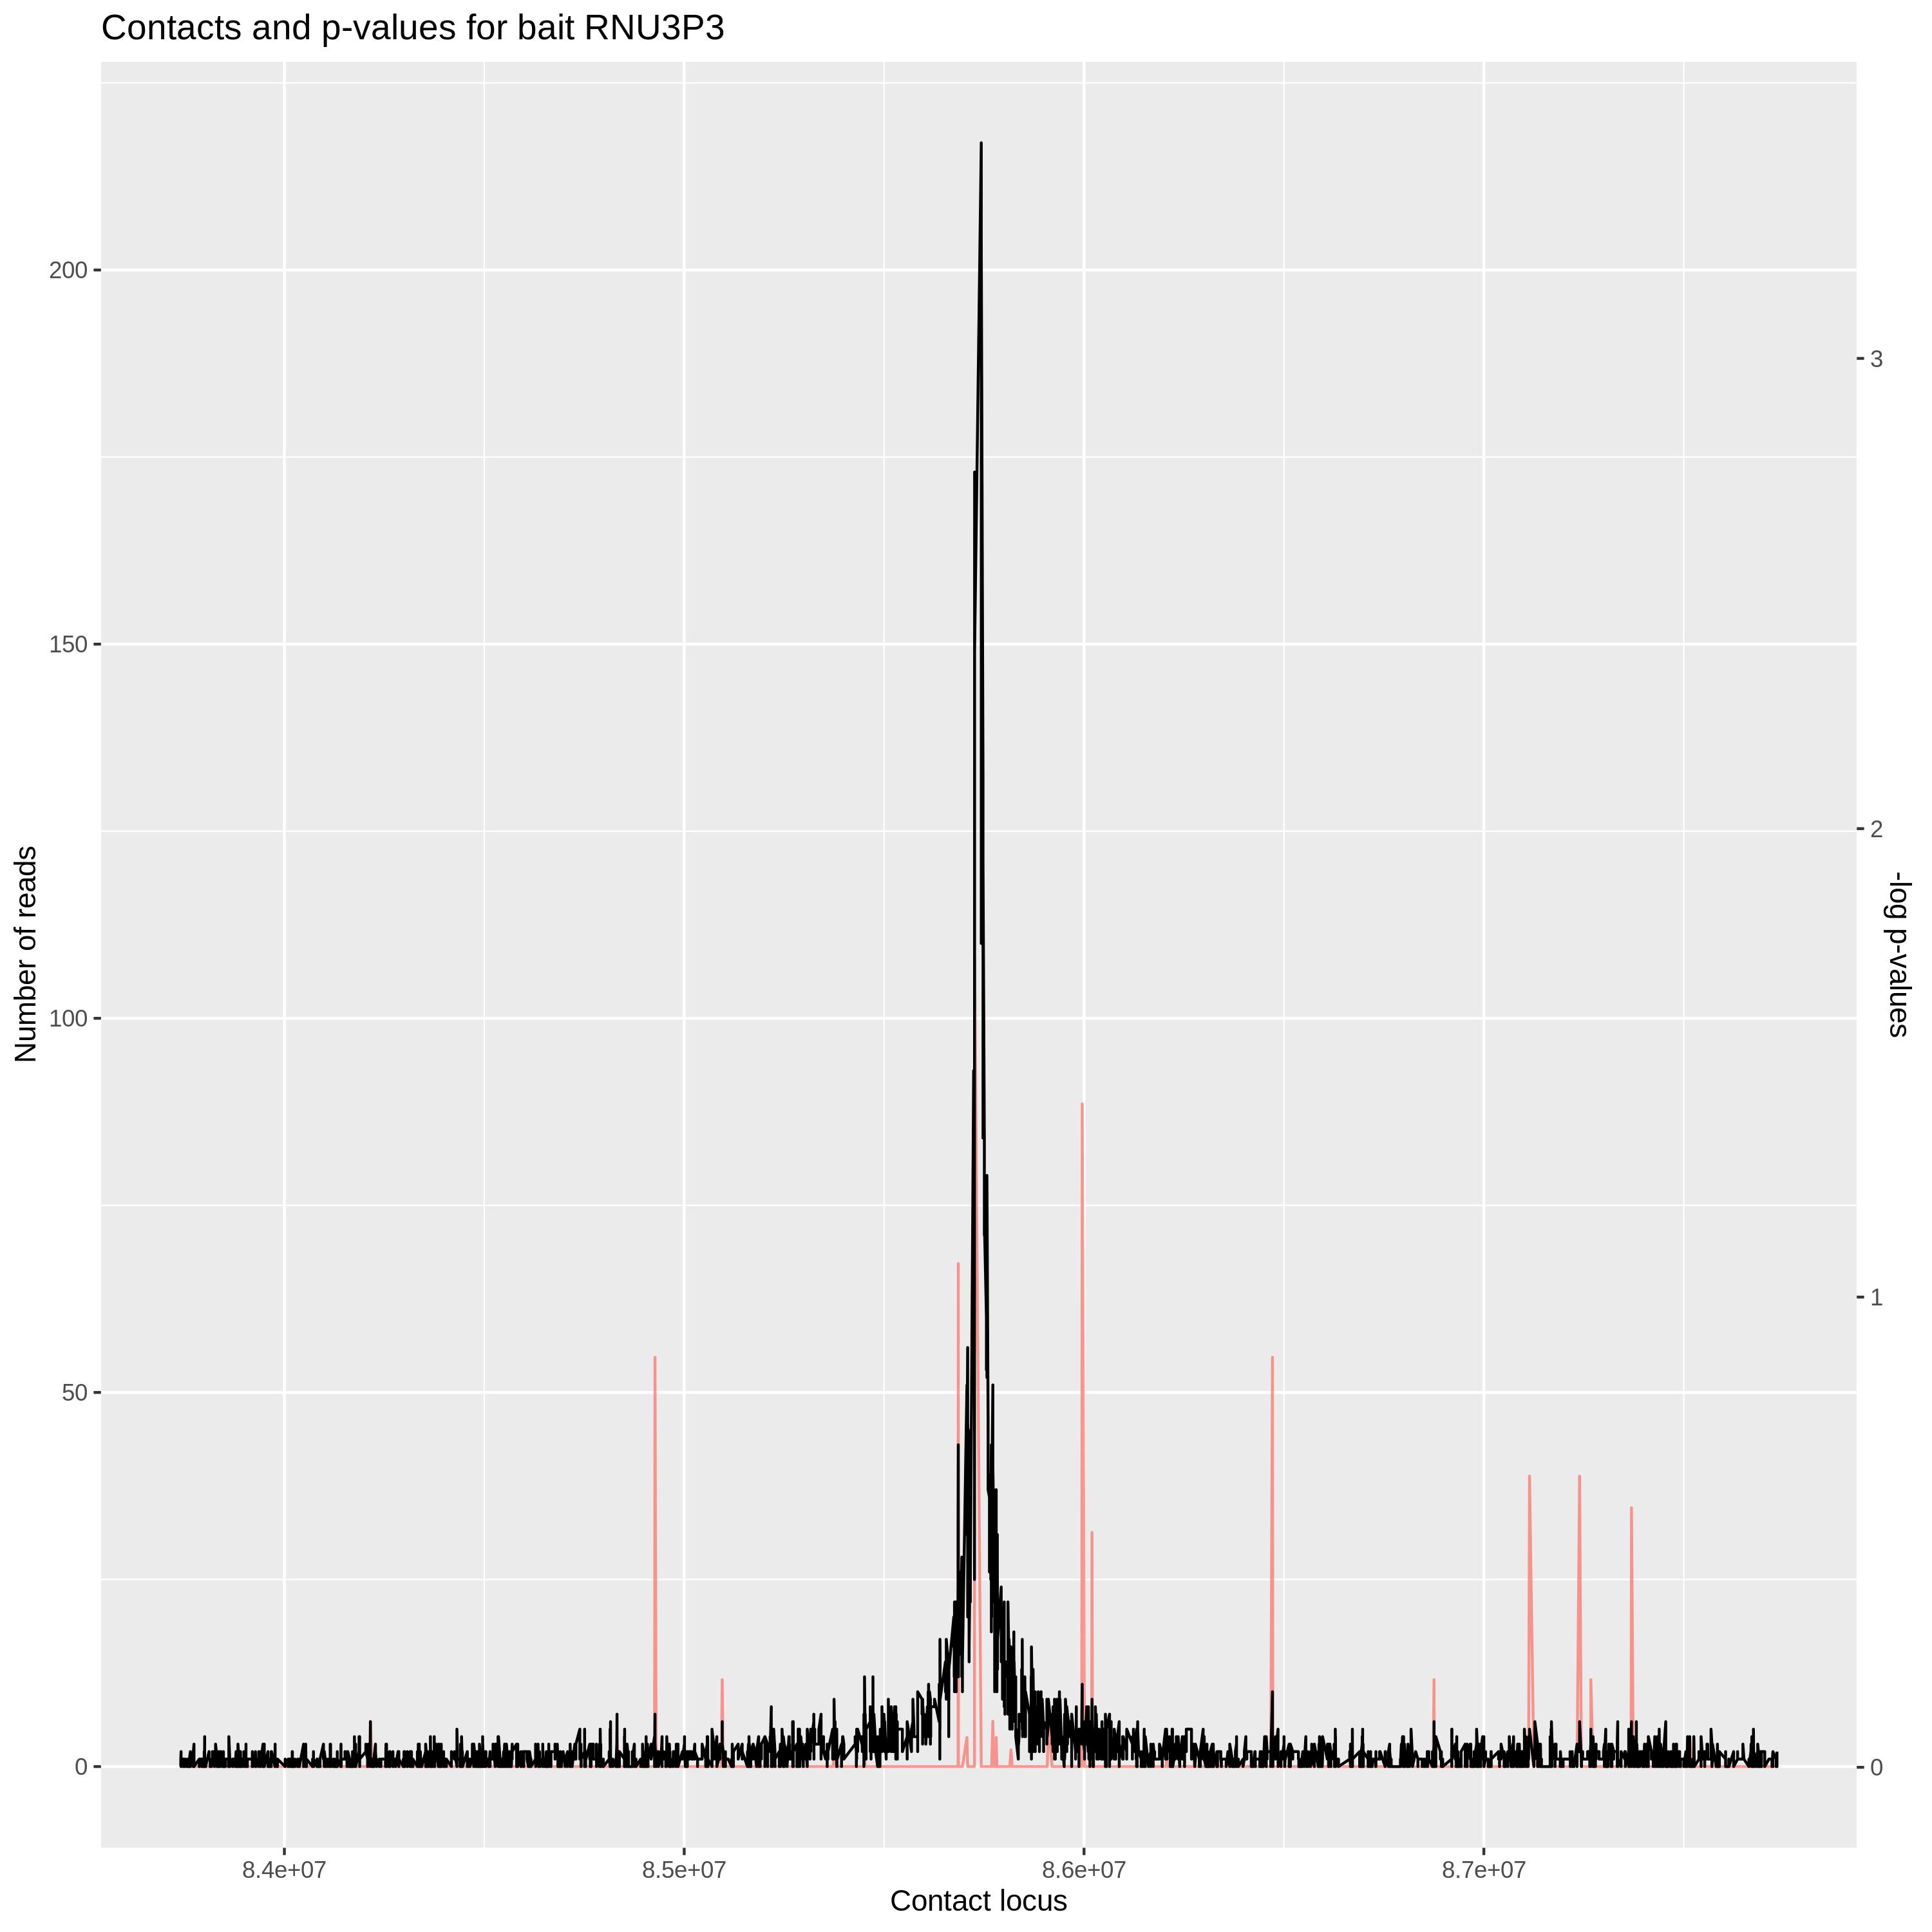 Contacts and p-values for bait RNU3P3
200
150
100
50
0
Number of reads
3
2
1
0
-log p-values
8.4e+07
8.5e+07
8.6e+07
8.7e+07
Contact locus